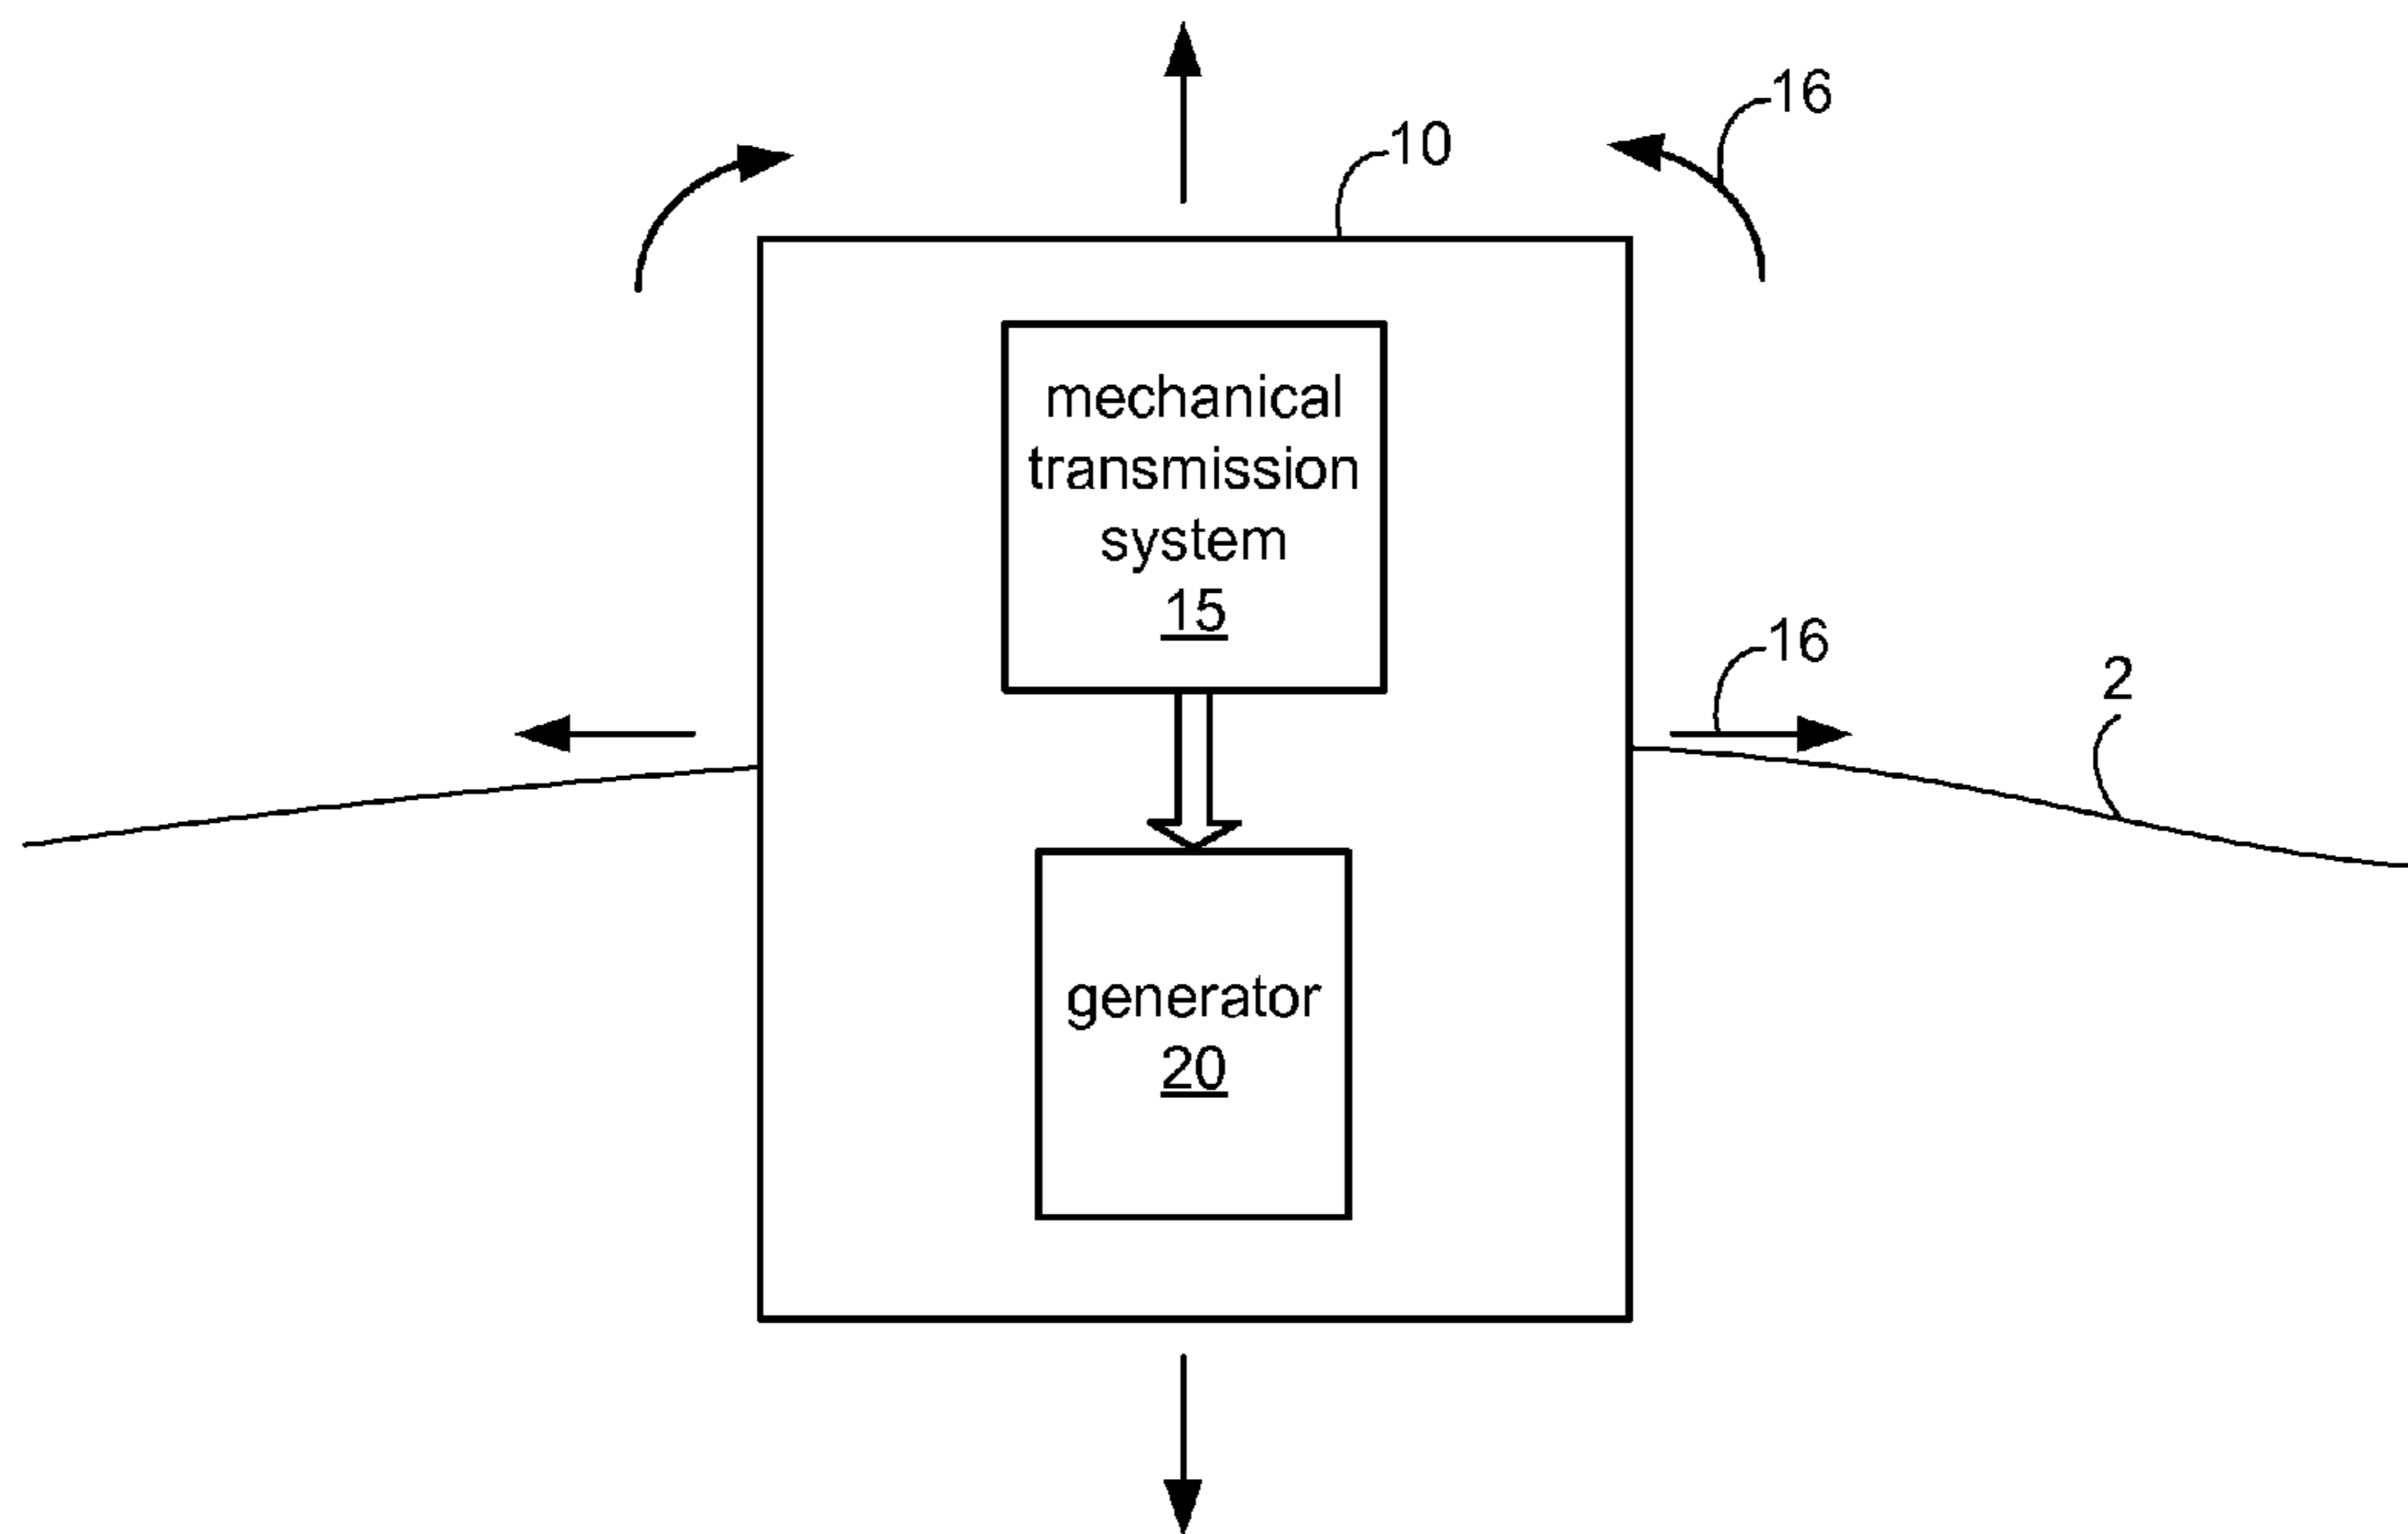 16
10
mechanical
transmission
system
15
16
2
generator
20